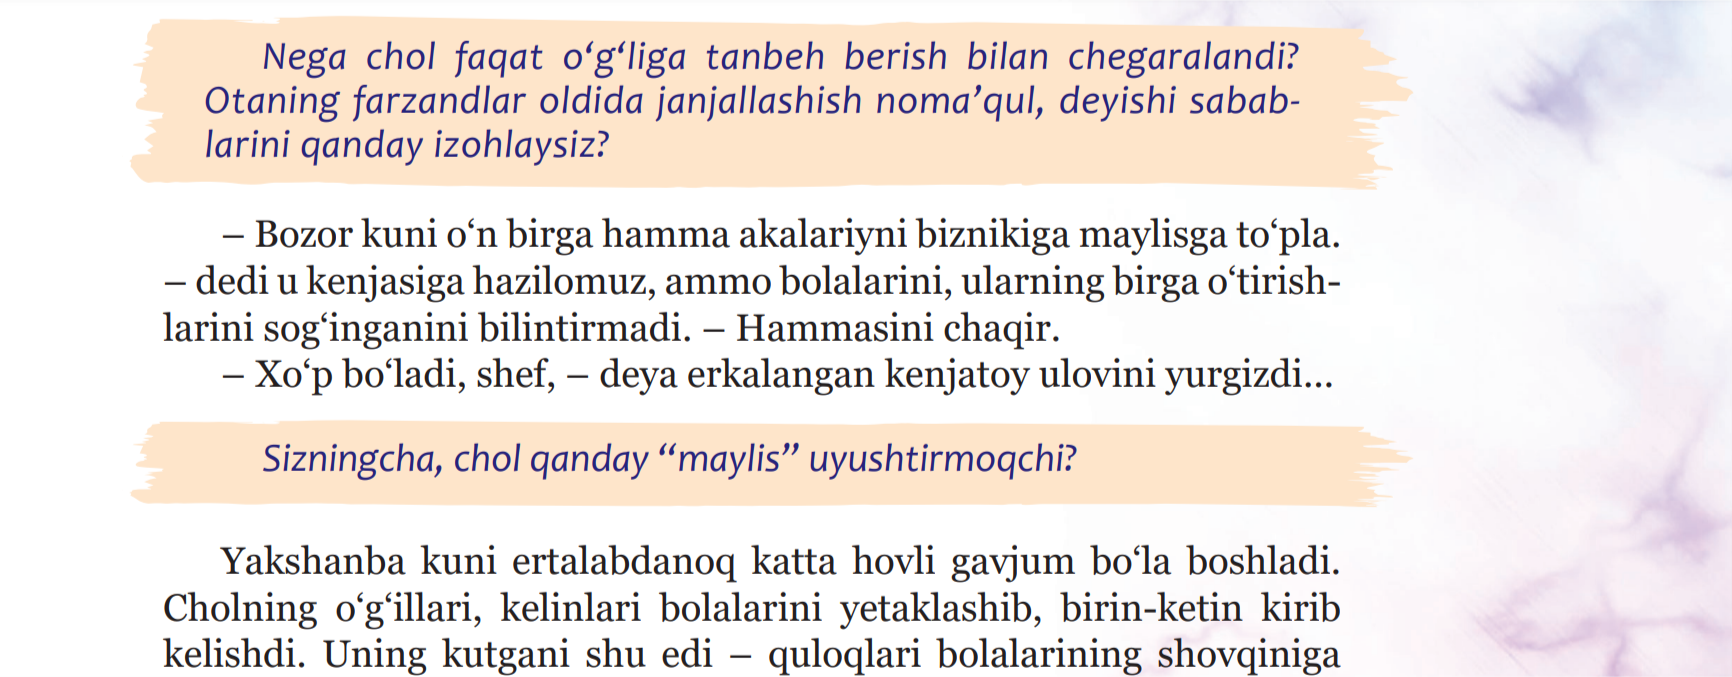 Nega chol faqat o‘g‘liga tanbeh berish bilan chegaralandi?
Otaning farzandlar oldida janjallashish noma’qul, deyishi sabab-
larini qanday izohlaysiz?
– Bozor kuni o‘n birga hamma akalariyni biznikiga maylisga to‘pla.
– dedi u kenjasiga hazilomuz, ammo bolalarini, ularning birga o‘tirish-
larini sog‘inganini bilintirmadi. – Hammasini chaqir.
– Xo‘p bo‘ladi, shef, – deya erkalangan kenjatoy ulovini yurgizdi...
Sizningcha, chol qanday “maylis” uyushtirmoqchi?
Yakshanba kuni ertalabdanoq katta hovli gavjum bo‘la boshladi.
Cholning o‘g‘illari, kelinlari bolalarini yetaklashib, birin-ketin kirib
kelishdi. Uning kutgani shu edi – quloqlari bolalarining shovqiniga